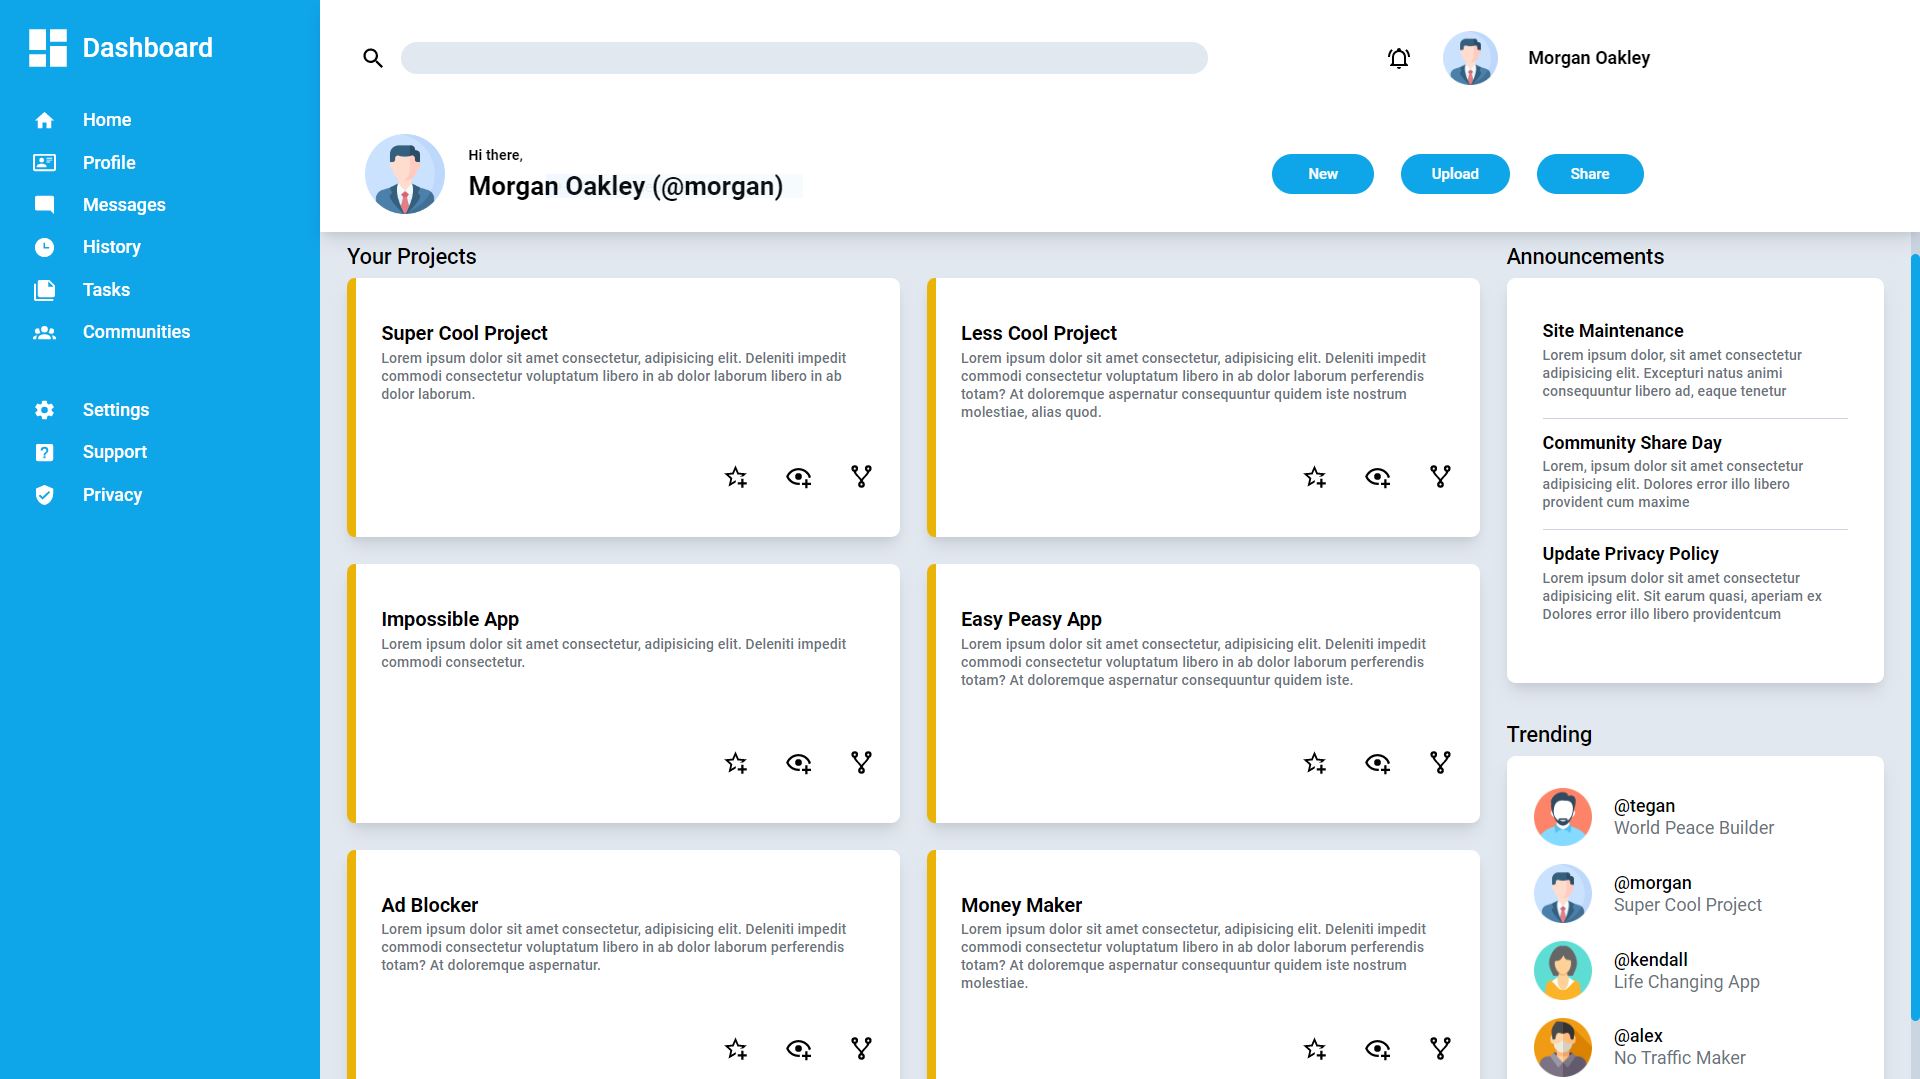 Dashboard
Home
Profile
Messages
History
Tasks
Communities
Settings
Support
Privacy
Morgan Oakley
Hi there,
Morgan Oakley (@morgan)
New
Upload
Share
Your Projects
Super Cool Project
Lorem ipsum dolor sit amet consectetur, adipisicing elit. Deleniti impedit
commodi consectetur voluptatum libero in ab dolor laborum libero in ab
dolor laborum.
Less Cool Project
Lorem ipsum dolor sit amet consectetur, adipisicing elit. Deleniti impedit
commodi consectetur voluptatum libero in ab dolor laborum perferendis
totam? At doloremque aspernatur consequuntur quidem iste nostrum
molestiae, alias quod.
Impossible App
Lorem ipsum dolor sit amet consectetur, adipisicing elit. Deleniti impedit
commodi consectetur.
Easy Peasy App
Lorem ipsum dolor sit amet consectetur, adipisicing elit. Deleniti impedit
commodi consectetur voluptatum libero in ab dolor laborum perferendis
totam? At doloremque aspernatur consequuntur quidem iste.
Ad Blocker
Lorem ipsum dolor sit amet consectetur, adipisicing elit. Deleniti impedit
commodi consectetur voluptatum libero in ab dolor laborum perferendis
totam? At doloremque aspernatur.
Money Maker
Lorem ipsum dolor sit amet consectetur, adipisicing elit. Deleniti impedit
commodi consectetur voluptatum libero in ab dolor laborum perferendis
totam? At doloremque aspernatur consequuntur quidem iste nostrum
molestiae.
Announcements
Site Maintenance
Lorem ipsum dolor, sit amet consectetur
adipisicing elit. Excepturi natus animi
consequuntur libero ad, eaque tenetur
Community Share Day
Lorem, ipsum dolor sit amet consectetur
adipisicing elit. Dolores error illo libero
provident cum maxime
Update Privacy Policy
Lorem ipsum dolor sit amet consectetur
adipisicing elit. Sit earum quasi, aperiam ex
Dolores error illo libero providentcum
Trending
@tegan
World Peace Builder
@morgan
Super Cool Project
@kendall
Life Changing App
@alex
No Traffic Maker